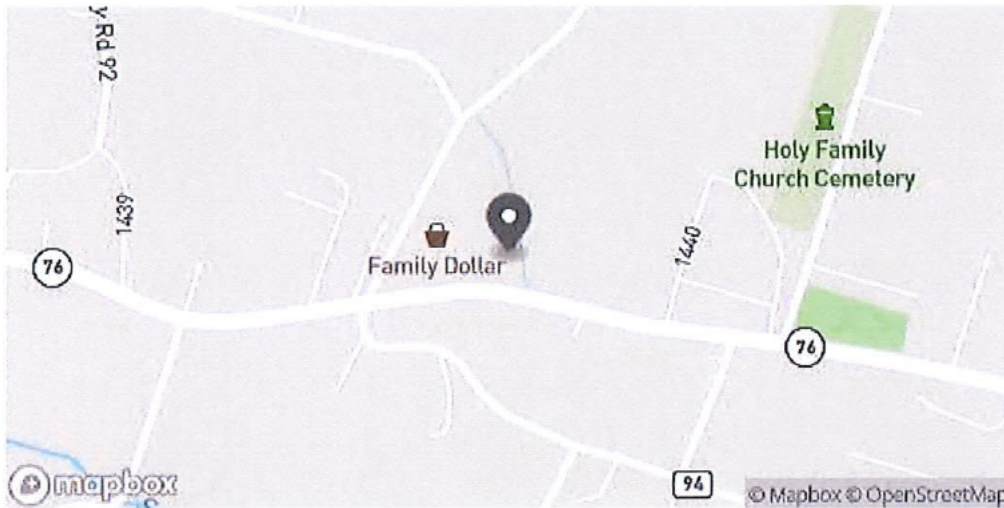 y Rd 92
Holy Family
Church Cemetery
1439
1440
Family Dollar
76
76
94
mapbox
© Mapbox © OpenStreetMap